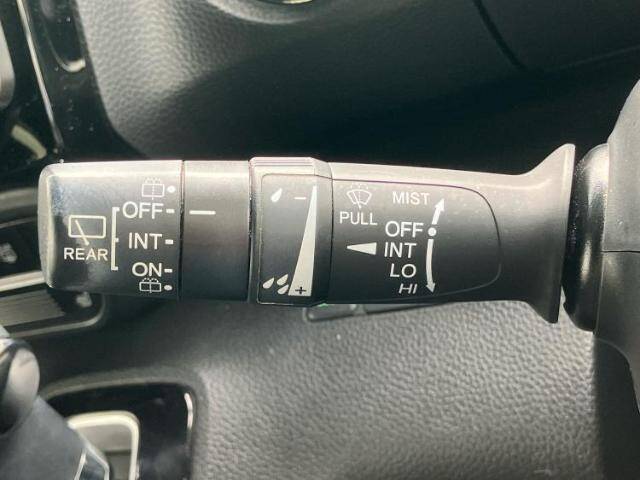 OFF
INT
ON
REAR
-
+
PULL
MIST
OFF
INT
LO
HI